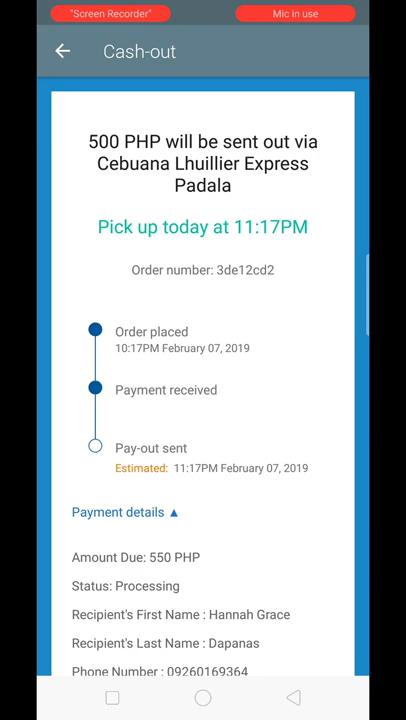 "Screen Recorder"
Mic in use
Cash-out
500 PHP will be sent out via
Cebuana Lhuillier Express
Padala
Pick up today at 11:17PM
Order number: 3de12cd2
Order placed
10:17PM February 07, 2019
Payment received
Pay-out sent
Estimated: 11:17PM February 07, 2019
Payment details ▲
Amount Due: 550 PHP
Status: Processing
Recipient's First Name : Hannah Grace
Recipient's Last Name : Dapanas
Phone Number : 09260169364